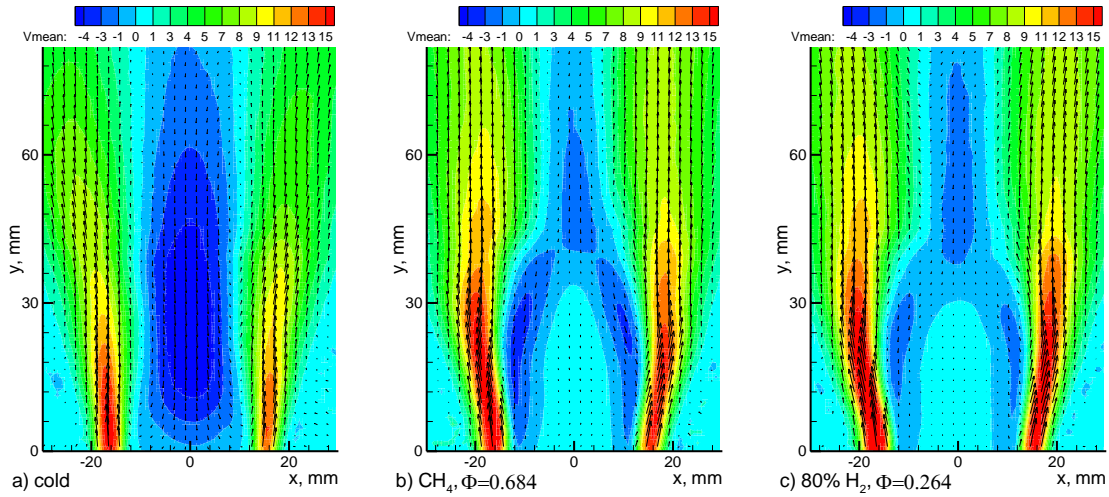 Vmean: -4 -3 -1 0 1 3 4 5 7 8 9 11 12 13 15
Vmean: -4 -3 -1 0 1 3 4 5 7 8 9 11 12 13 15
Vmean: -4 -3 -1 0 1 3 4 5 7 8 9 11 12 13 15
60
y, mm
30
0
-20 0 20
x, mm
a) cold
60
y, mm
30
0
-20 0 20
x, mm
b) CH₄, Φ=0.684
60
y, mm
30
0
-20 0 20
x, mm
c) 80% H₂, Φ=0.264